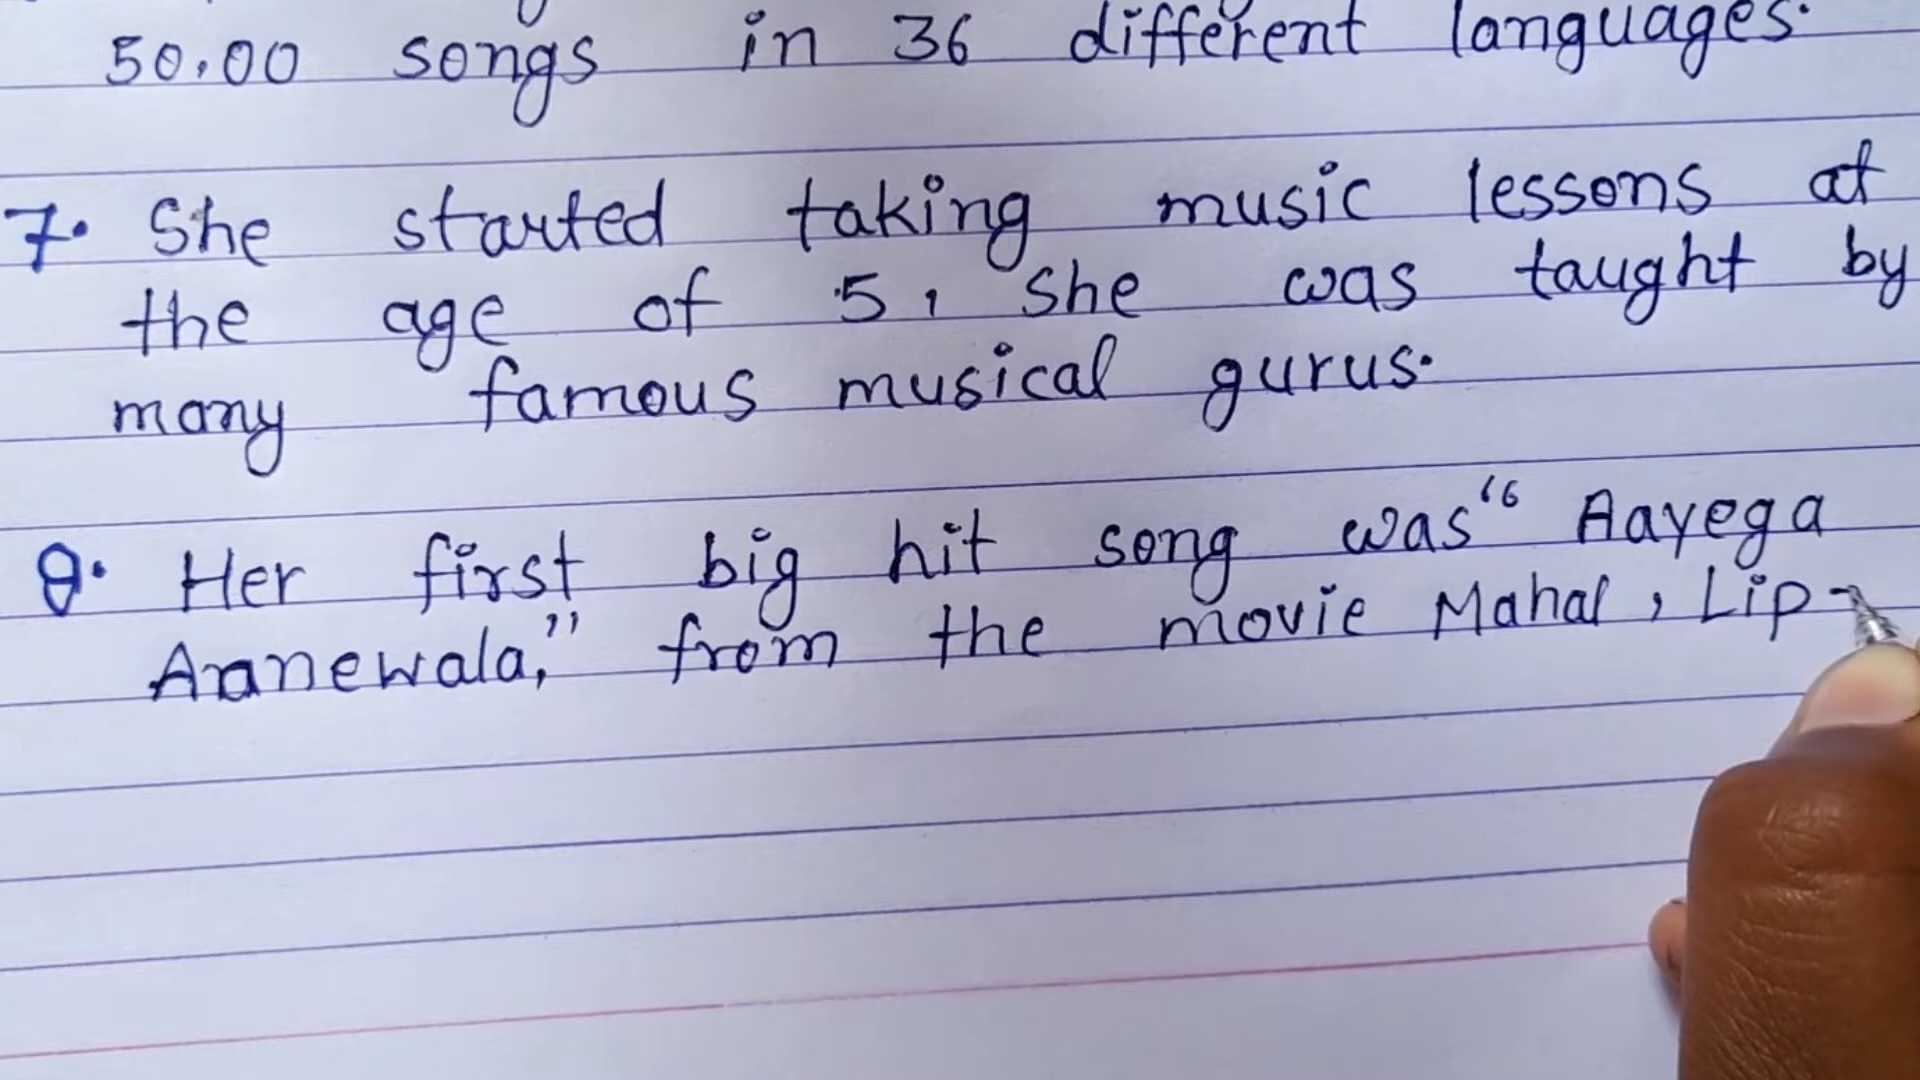 50,00 songs in 36 different languages.
7. She started taking music lessons at
the age of 5, She was taught by
many famous musical gurus.
8. Her first big hit song was “ Aayega
Aanewala,” from the movie Mahal, Lip-